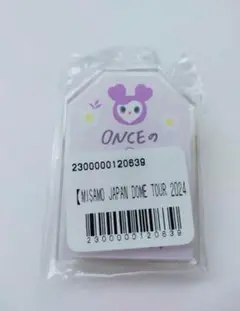 ONCEの
2300000120639
【MISAMO JAPAN DOME TOUR 2024
2300000120639